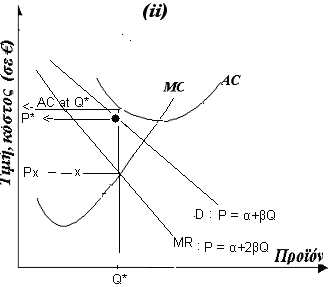 (ii)
Τιμή, κόστος (σε €)
MC
AC
<- AC at Q*
P*
Px – – x
D : P = α+βQ
MR : P = α+2βQ
Προϊόν
Q*